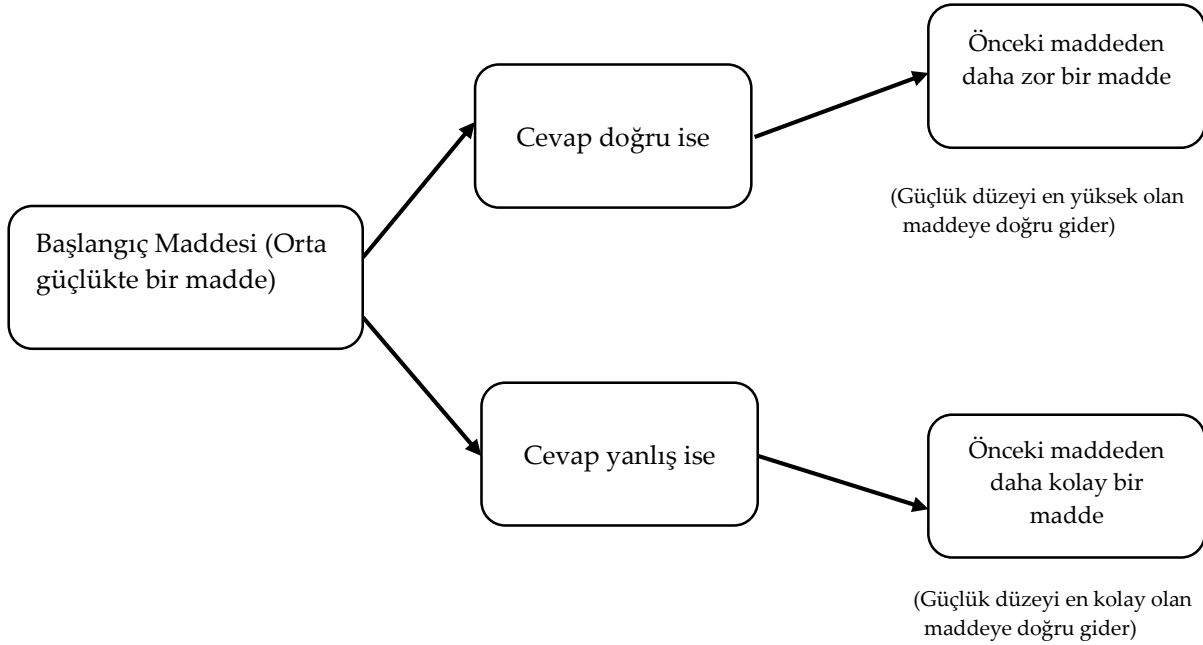 Önceki maddeden
daha zor bir madde
Cevap doğru ise
(Güçlük düzeyi en yüksek olan
maddeye doğru gider)
Başlangıç Maddesi (Orta
güçlükte bir madde)
Cevap yanlış ise
Önceki maddeden
daha kolay bir
madde
(Güçlük düzeyi en kolay olan
maddeye doğru gider)